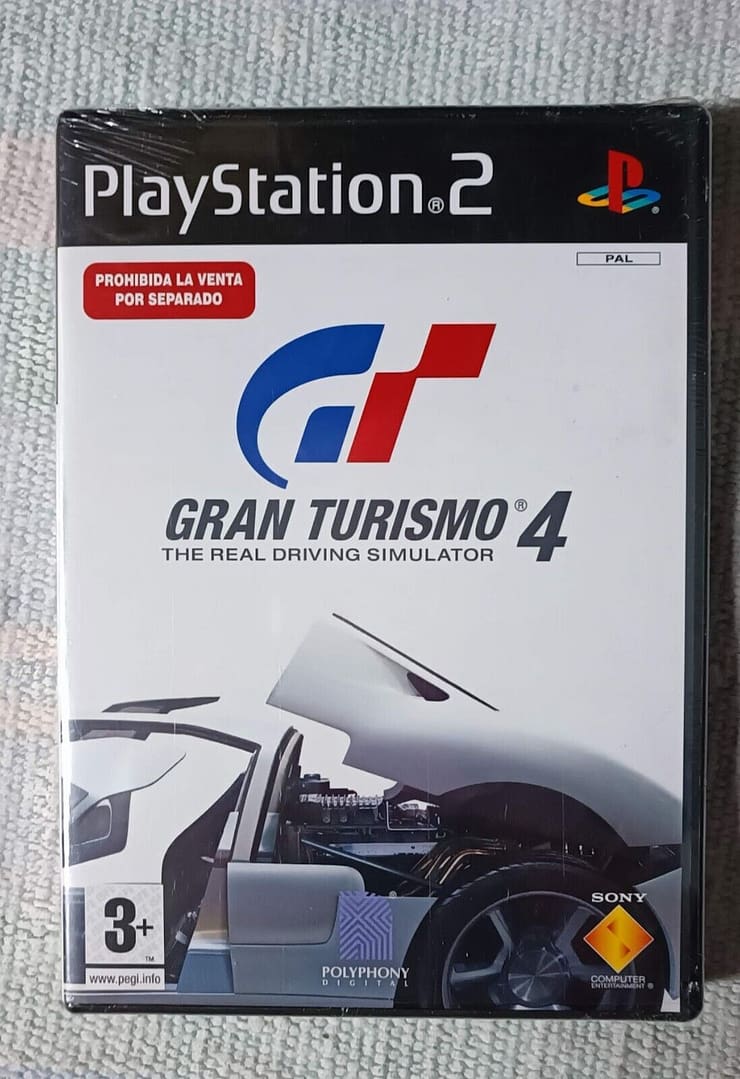 PlayStation®2
PAL
PROHIBIDA LA VENTA
POR SEPARADO
GRAN TURISMO®4
THE REAL DRIVING SIMULATOR
3+
TM
www.pegi.info
POLYPHONY
DIGITAL
SONY
COMPUTER
ENTERTAINMENT®